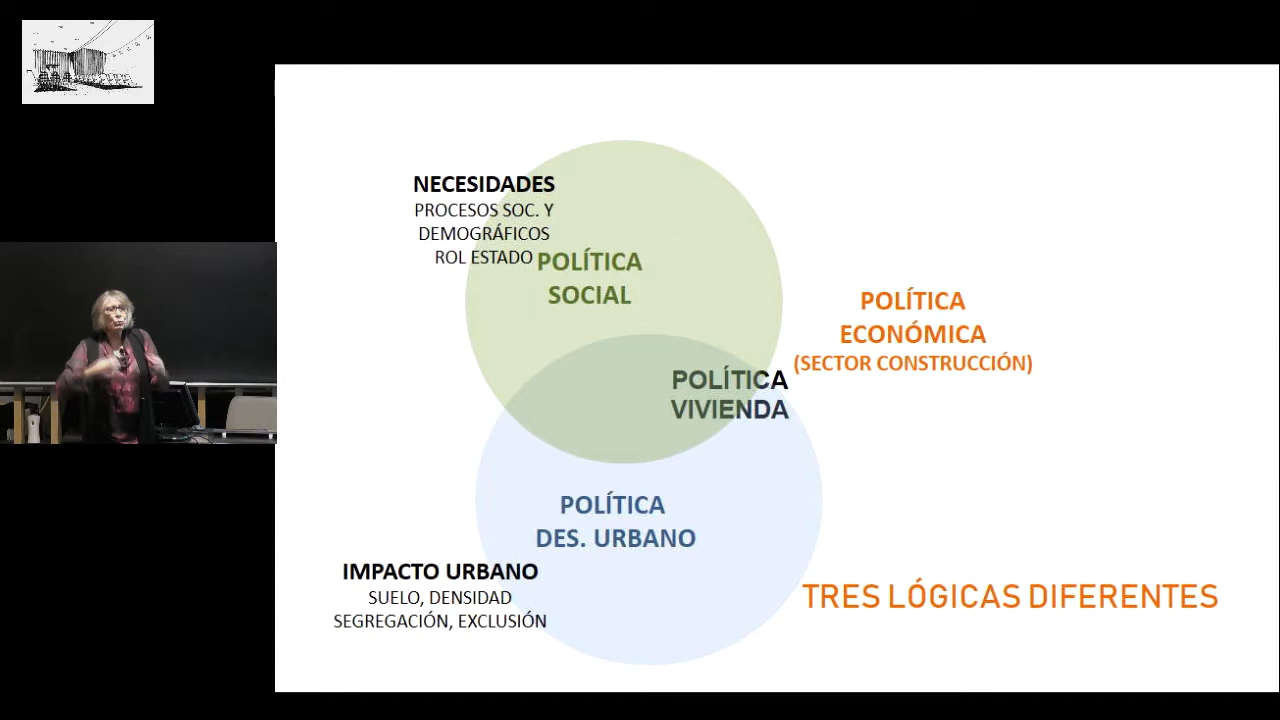 NECESIDADES
PROCESOS SOC. Y
DEMOGRÁFICOS
ROL ESTADO
POLÍTICA
SOCIAL
POLÍTICA
ECONÓMICA
(SECTOR CONSTRUCCIÓN)
POLÍTICA
VIVIENDA
POLÍTICA
DES. URBANO
IMPACTO URBANO
SUELO, DENSIDAD
SEGREGACIÓN, EXCLUSIÓN
TRES LÓGICAS DIFERENTES